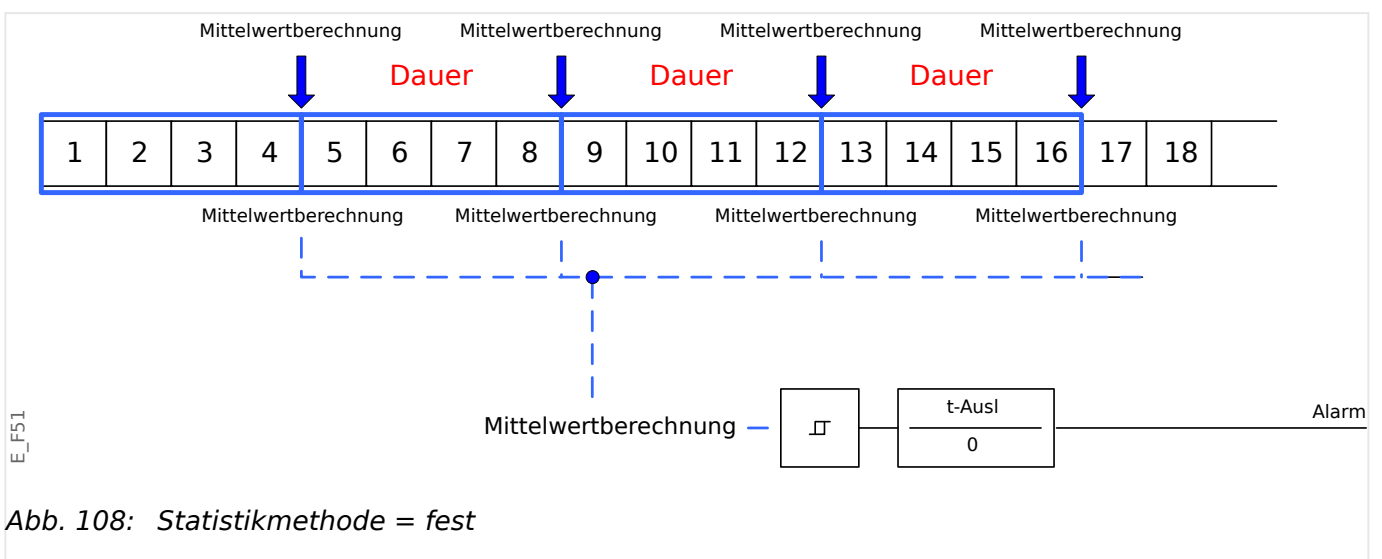 Mittelwertberechnung Mittelwertberechnung Mittelwertberechnung Mittelwertberechnung
Dauer Dauer Dauer
1 2 3 4 5 6 7 8 9 10 11 12 13 14 15 16 17 18
Mittelwertberechnung Mittelwertberechnung Mittelwertberechnung Mittelwertberechnung
t-Ausl
Alarm
Mittelwertberechnung
0
E_F51
Abb. 108: Statistikmethode = fest